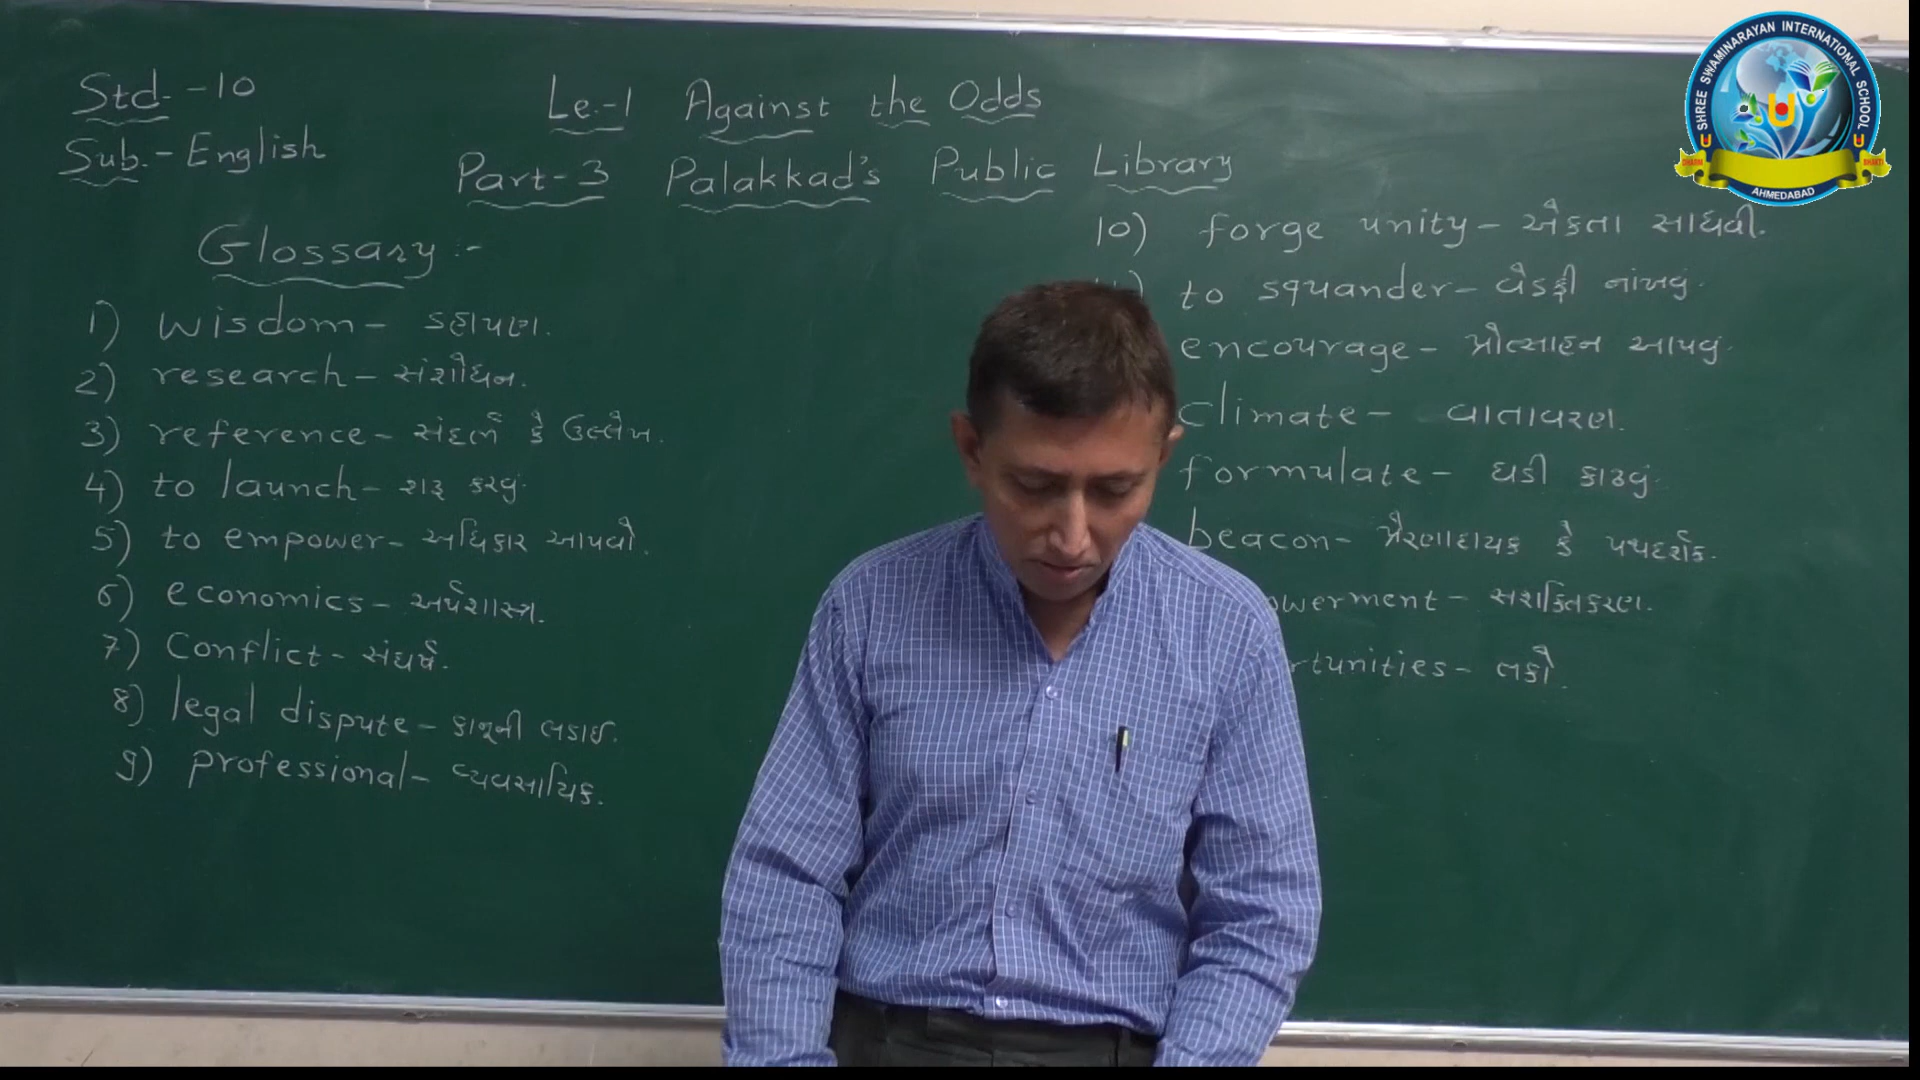 Std.-10
Sub.-English
Le.-1 Against the Odds
Part-3 Palakkad's Public Library
Glossary :-
1) wisdom- ડહાપણ.
2) research- સંશોધન.
3) reference- સંદર્ભ કે ઉલ્લેખ.
4) to launch- શરૂ કરવું.
5) to empower- અધિકાર આપવો.
6) economics- અર્થશાસ્ત્ર.
7) Conflict- સંઘર્ષ.
8) legal dispute- કાનૂની લડાઈ.
9) professional- વ્યવસાયિક.
10) forge unity- એકતા સાધવી.
to squander- વેડફી નાંખવું.
encourage- પ્રોત્સાહન આપવું.
Climate- વાતાવરણ.
formulate- ઘડી કાઢવું.
beacon- પ્રેરણાદાયક કે પથદર્શક.
owerment- સશક્તિકરણ.
rtunities- તકો.
SHREE SWAMINARAYAN INTERNATIONAL SCHOOL
DHARM
BHAKTI
AHMEDABAD